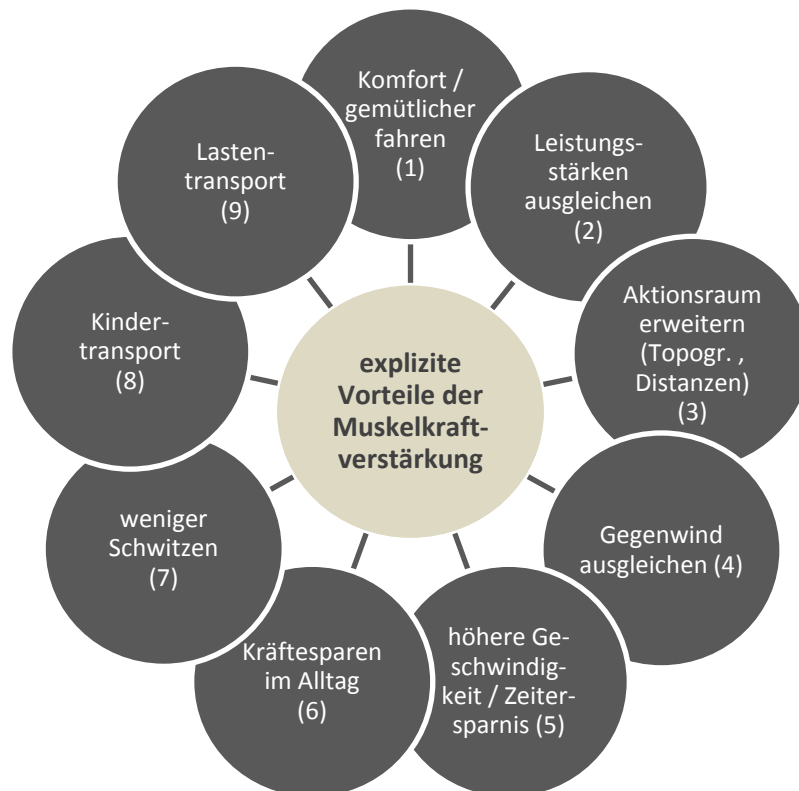 Komfort /
gemütlicher
fahren
(1)
Leistungs-
stärken
ausgleichen
(2)
Aktionsraum
erweitern
(Topogr. ,
Distanzen)
(3)
Gegenwind
ausgleichen (4)
höhere Ge-
schwindig-
keit / Zeiter-
sparnis (5)
Kräftesparen
im Alltag
(6)
weniger
Schwitzen
(7)
Kinder-
transport
(8)
Lasten-
transport
(9)
explizite
Vorteile der
Muskelkraft-
verstärkung